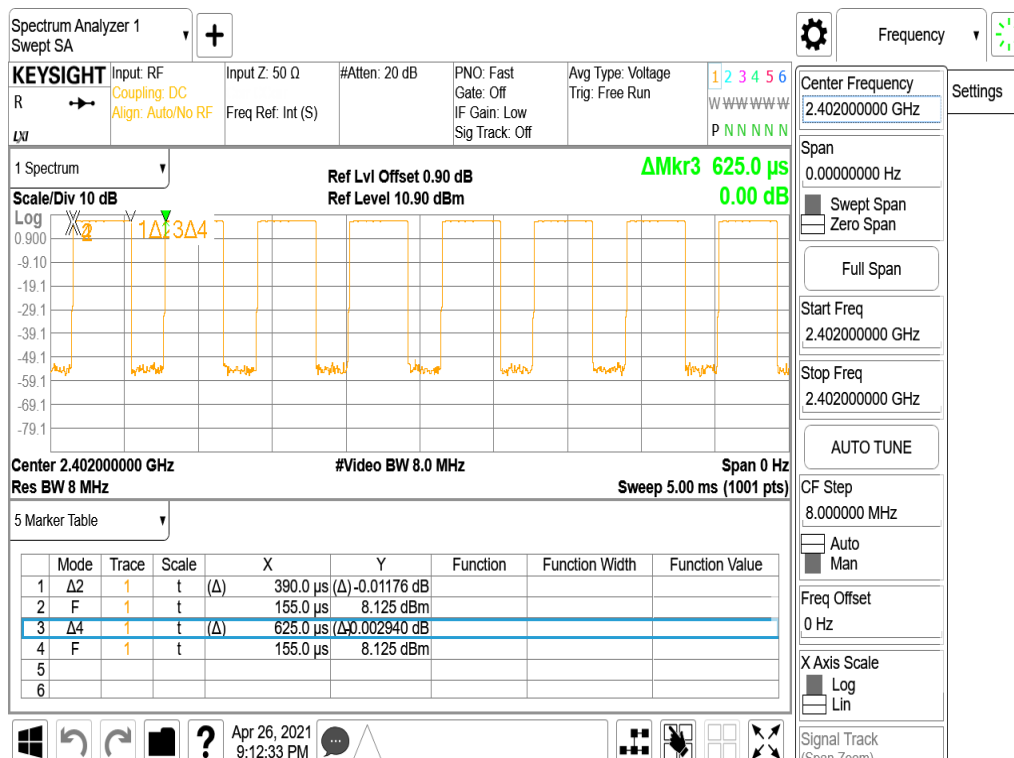 Spectrum Analyzer 1
Swept SA
Frequency
KEYSIGHT
R
LXI
Input: RF
Coupling: DC
Align: Auto/No RF
Input Z: 50 Ω
Freq Ref: Int (S)
#Atten: 20 dB
PNO: Fast
Gate: Off
IF Gain: Low
Sig Track: Off
Avg Type: Voltage
Trig: Free Run
1 2 3 4 5 6
W W W W W W
P N N N N N
Center Frequency
2.402000000 GHz
Settings
Span
0.00000000 Hz
Swept Span
Zero Span
Full Span
Start Freq
2.402000000 GHz
Stop Freq
2.402000000 GHz
AUTO TUNE
CF Step
8.000000 MHz
Auto
Man
Freq Offset
0 Hz
X Axis Scale
Log
Lin
Signal Track
(Span Zoom)
1 Spectrum
Scale/Div 10 dB
Ref Lvl Offset 0.90 dB
Ref Level 10.90 dBm
ΔMkr3 625.0 µs
0.00 dB
Log
0.900
-9.10
-19.1
-29.1
-39.1
-49.1
-59.1
-69.1
-79.1
1Δ2 3Δ4
Center 2.402000000 GHz
#Video BW 8.0 MHz
Span 0 Hz
Res BW 8 MHz
Sweep 5.00 ms (1001 pts)
5 Marker Table
Mode Trace Scale X Y Function Function Width Function Value
1 Δ2 1 t (Δ) 390.0 µs (Δ) -0.01176 dB
2 F 1 t 155.0 µs 8.125 dBm
3 Δ4 1 t (Δ) 625.0 µs (Δ) -0.002940 dB
4 F 1 t 155.0 µs 8.125 dBm
5
6
?
Apr 26, 2021
9:12:33 PM